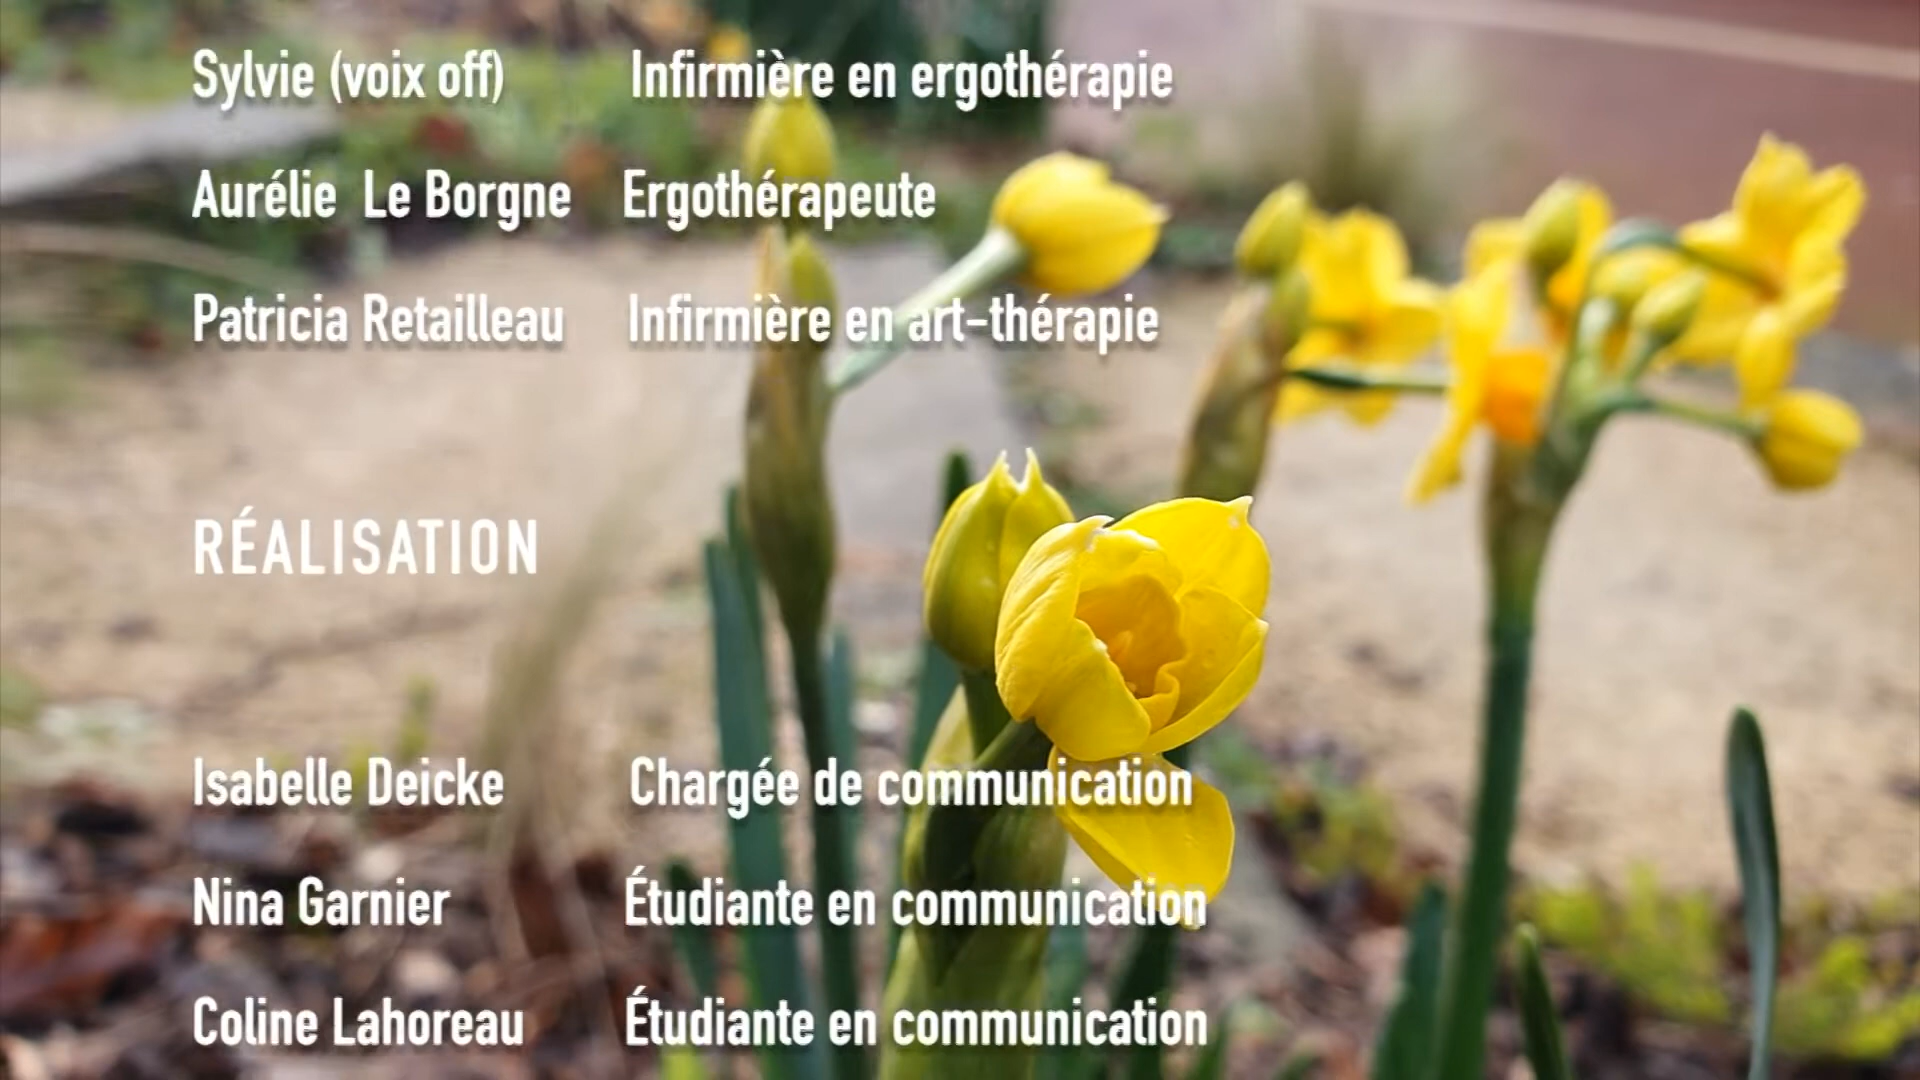 Sylvie (voix off) Infirmière en ergothérapie
Aurélie Le Borgne Ergothérapeute
Patricia Retailleau Infirmière en art-thérapie
RÉALISATION
Isabelle Deicke Chargée de communication
Nina Garnier Étudiante en communication
Coline Lahoreau Étudiante en communication